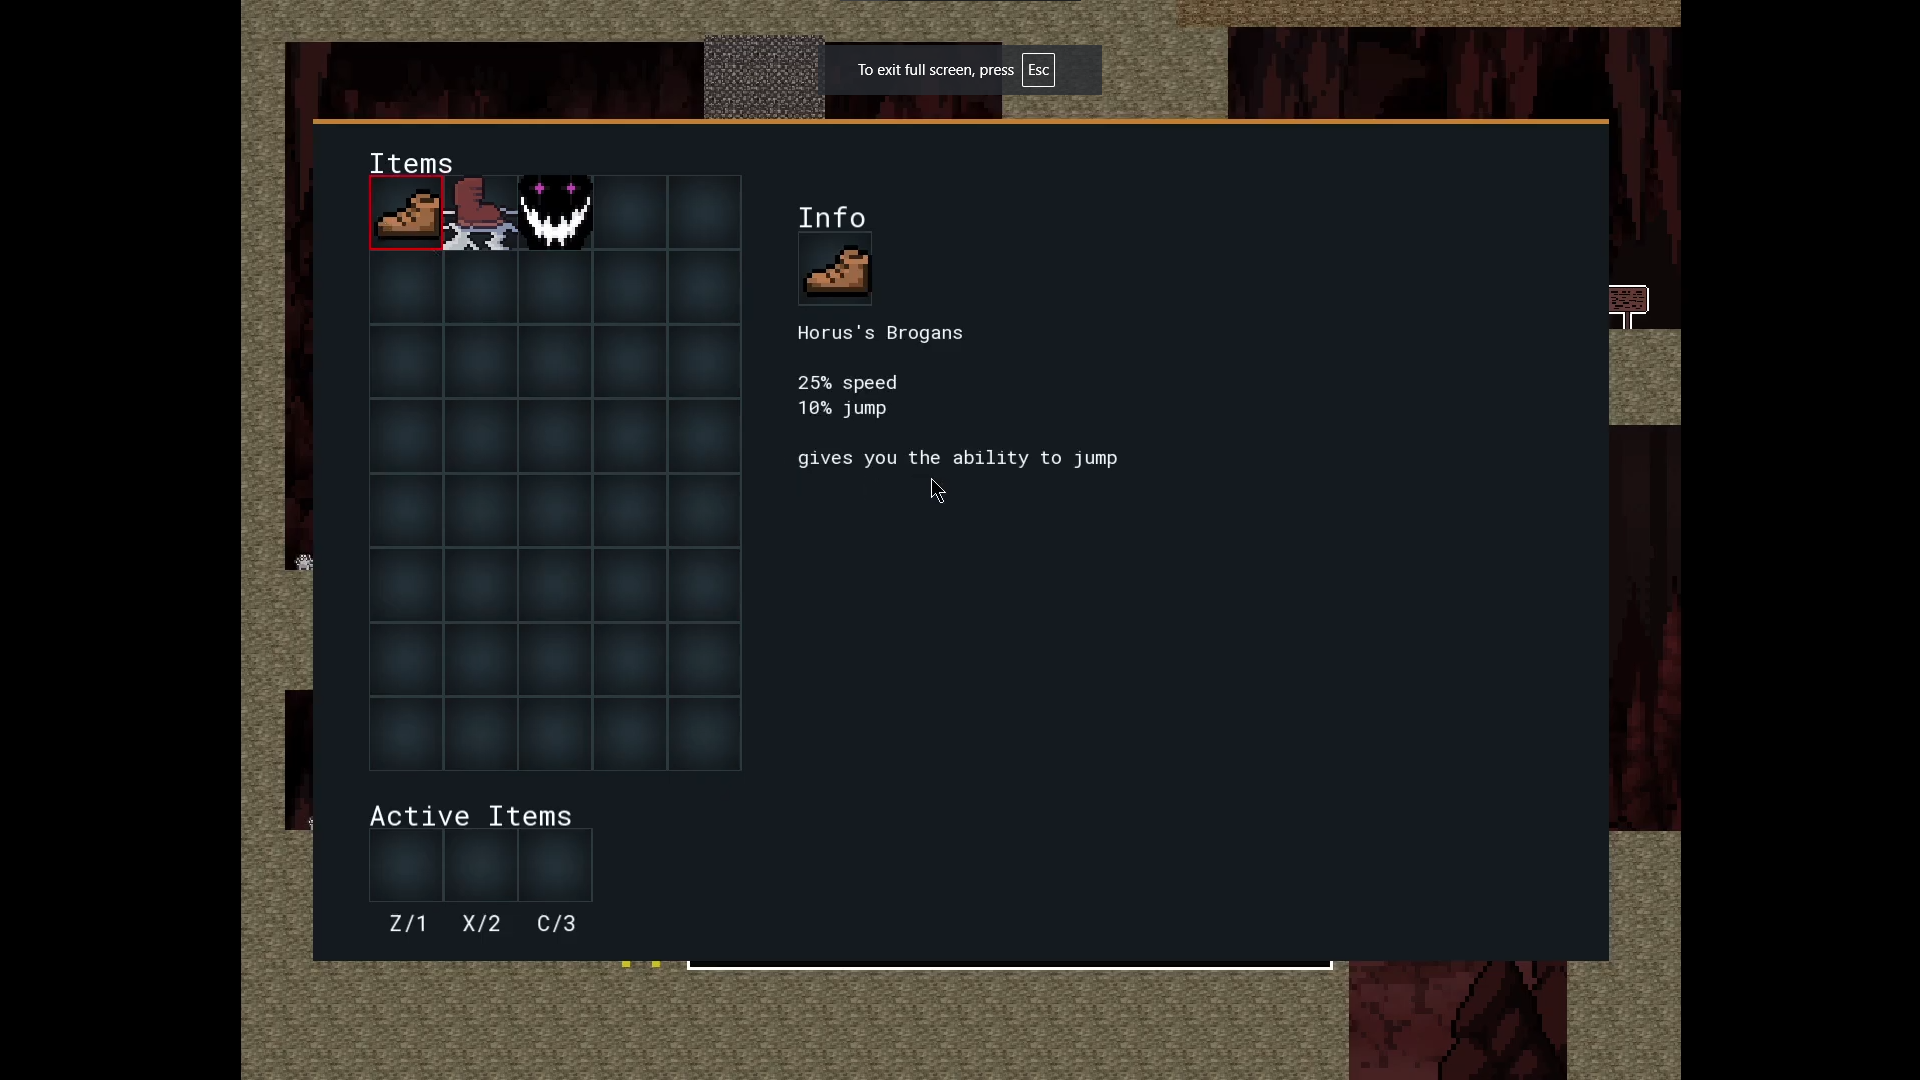 To exit full screen, press Esc
Items
Info
Horus's Brogans
25% speed
10% jump
gives you the ability to jump
Active Items
Z/1 X/2 C/3